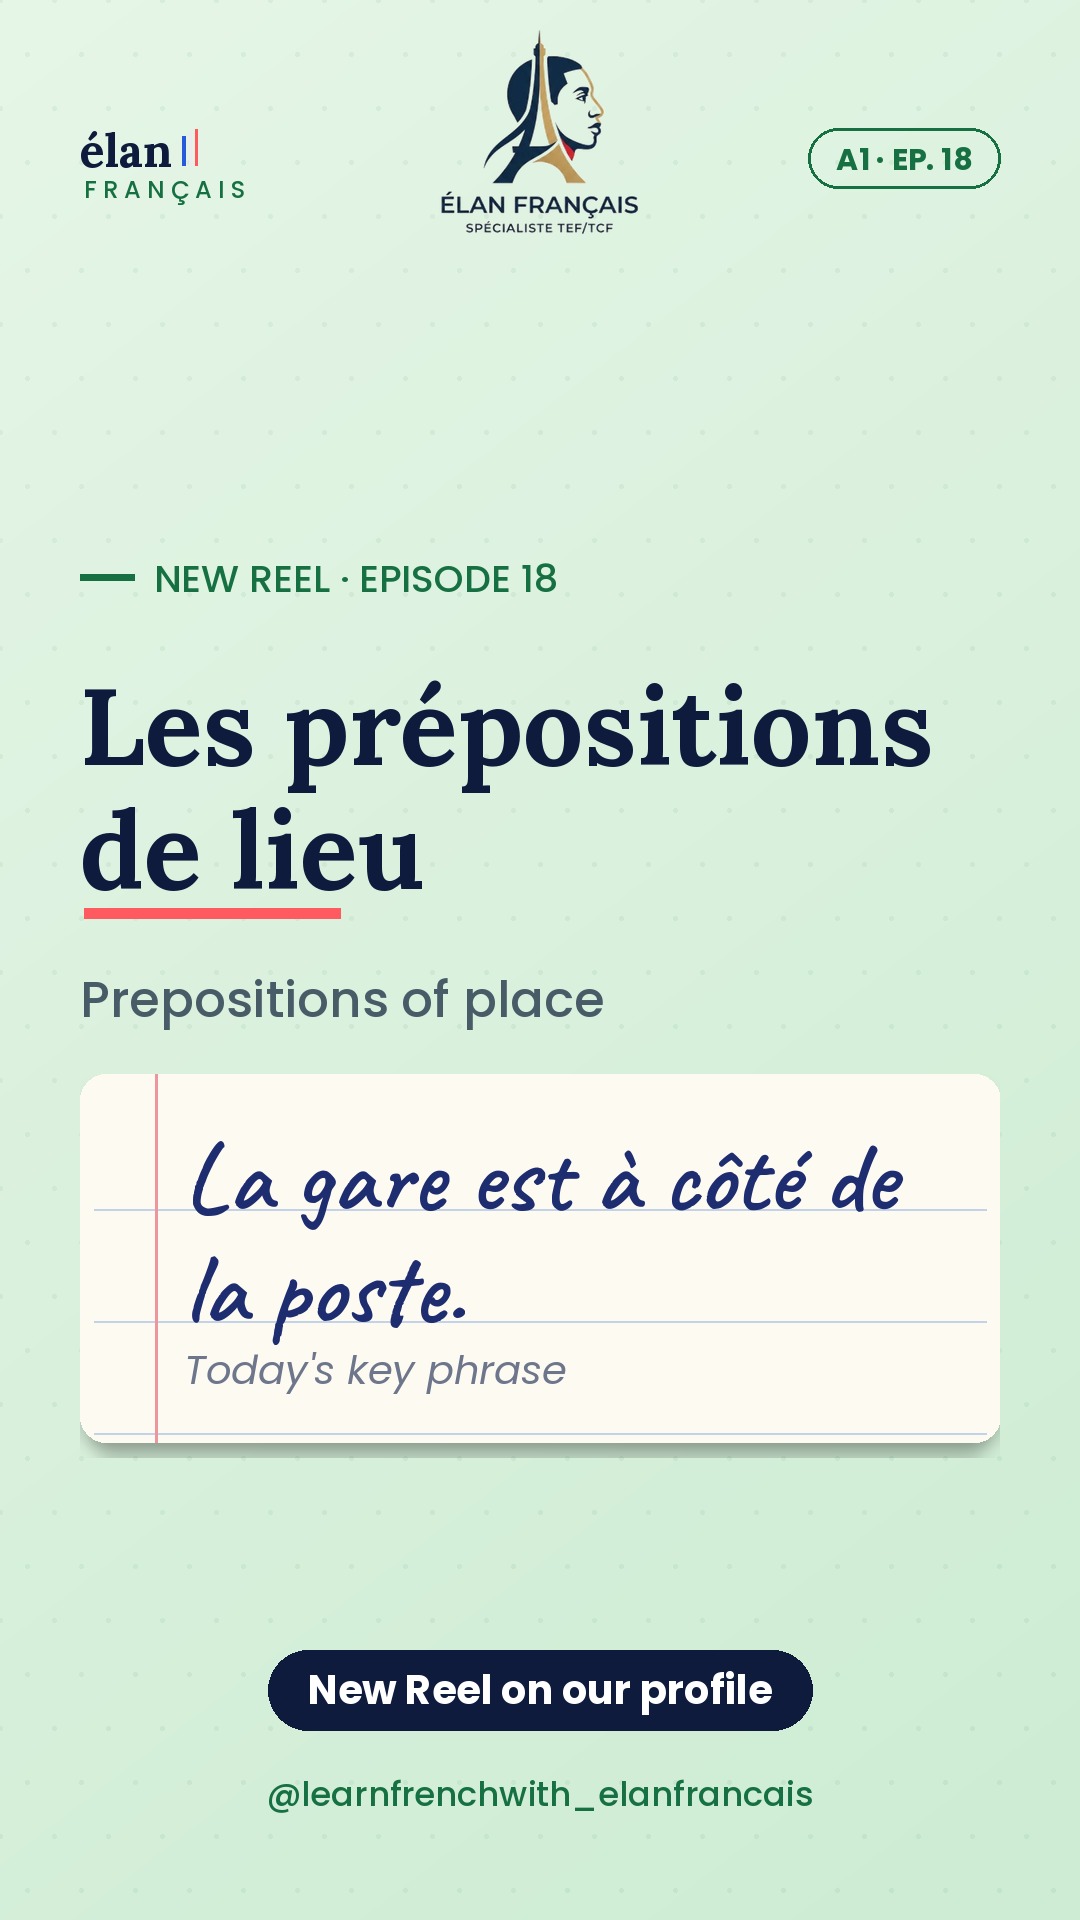 élan
FRANÇAIS
ÉLAN FRANÇAIS
SPÉCIALISTE TEF/TCF
A1 · EP. 18
NEW REEL · EPISODE 18
Les prépositions
de lieu
Prepositions of place
La gare est à côté de
la poste.
Today's key phrase
New Reel on our profile
@learnfrenchwith_elanfrancais